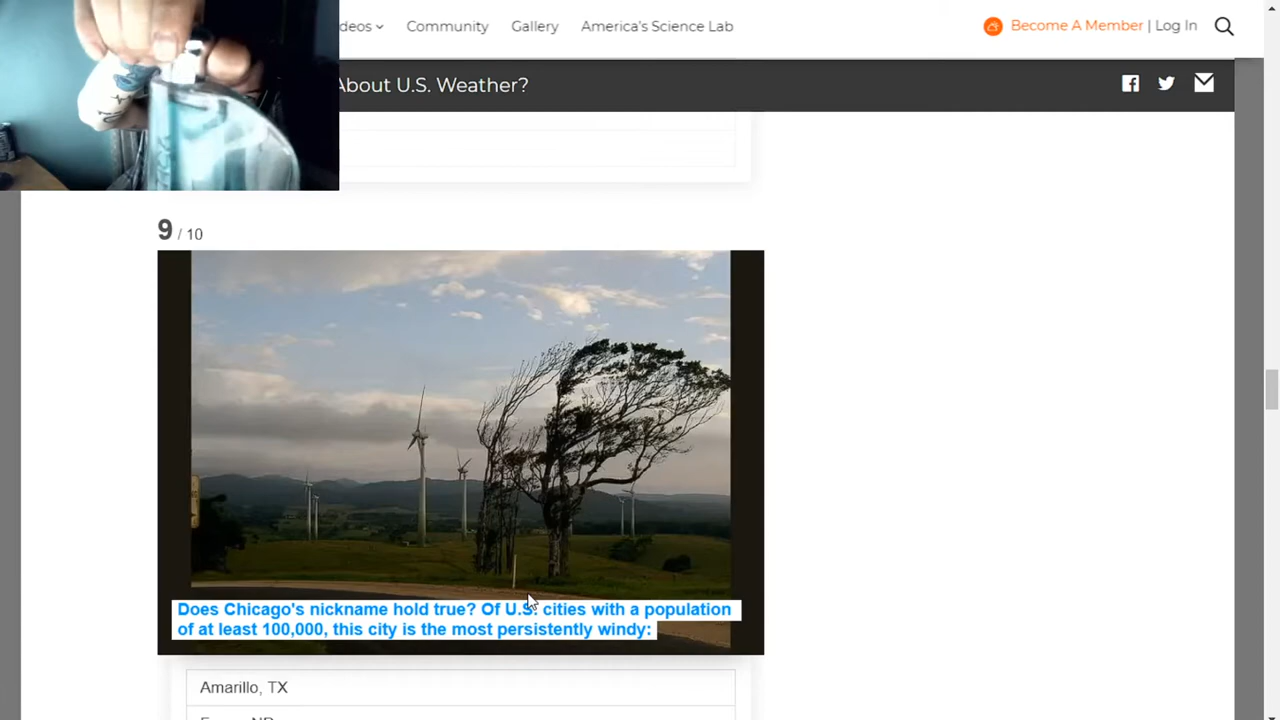 deos Community Gallery America's Science Lab Become A Member | Log In
About U.S. Weather?
9 / 10
Does Chicago's nickname hold true? Of U.S. cities with a population
of at least 100,000, this city is the most persistently windy:
Amarillo, TX